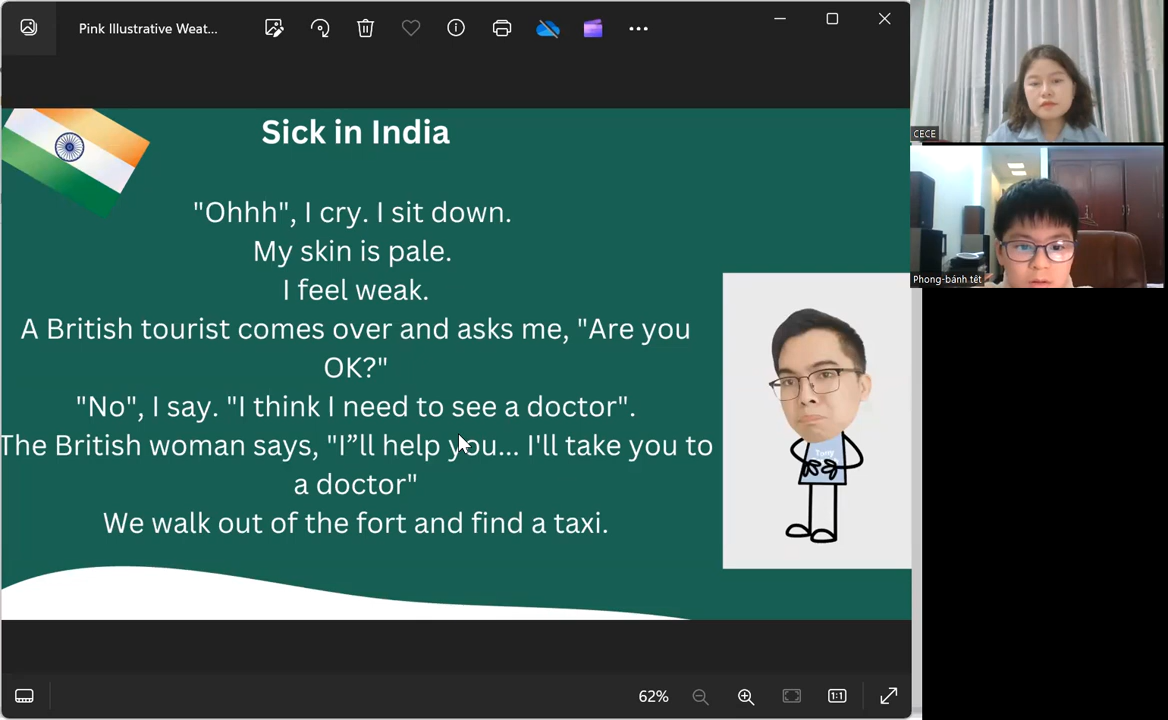 Pink Illustrative Weat...
Sick in India
"Ohhh", I cry. I sit down.
My skin is pale.
I feel weak.
A British tourist comes over and asks me, "Are you
OK?"
"No", I say. "I think I need to see a doctor".
The British woman says, "I”ll help you... I'll take you to
a doctor"
We walk out of the fort and find a taxi.
62%
1:1
CECE
Phong-bánh tét